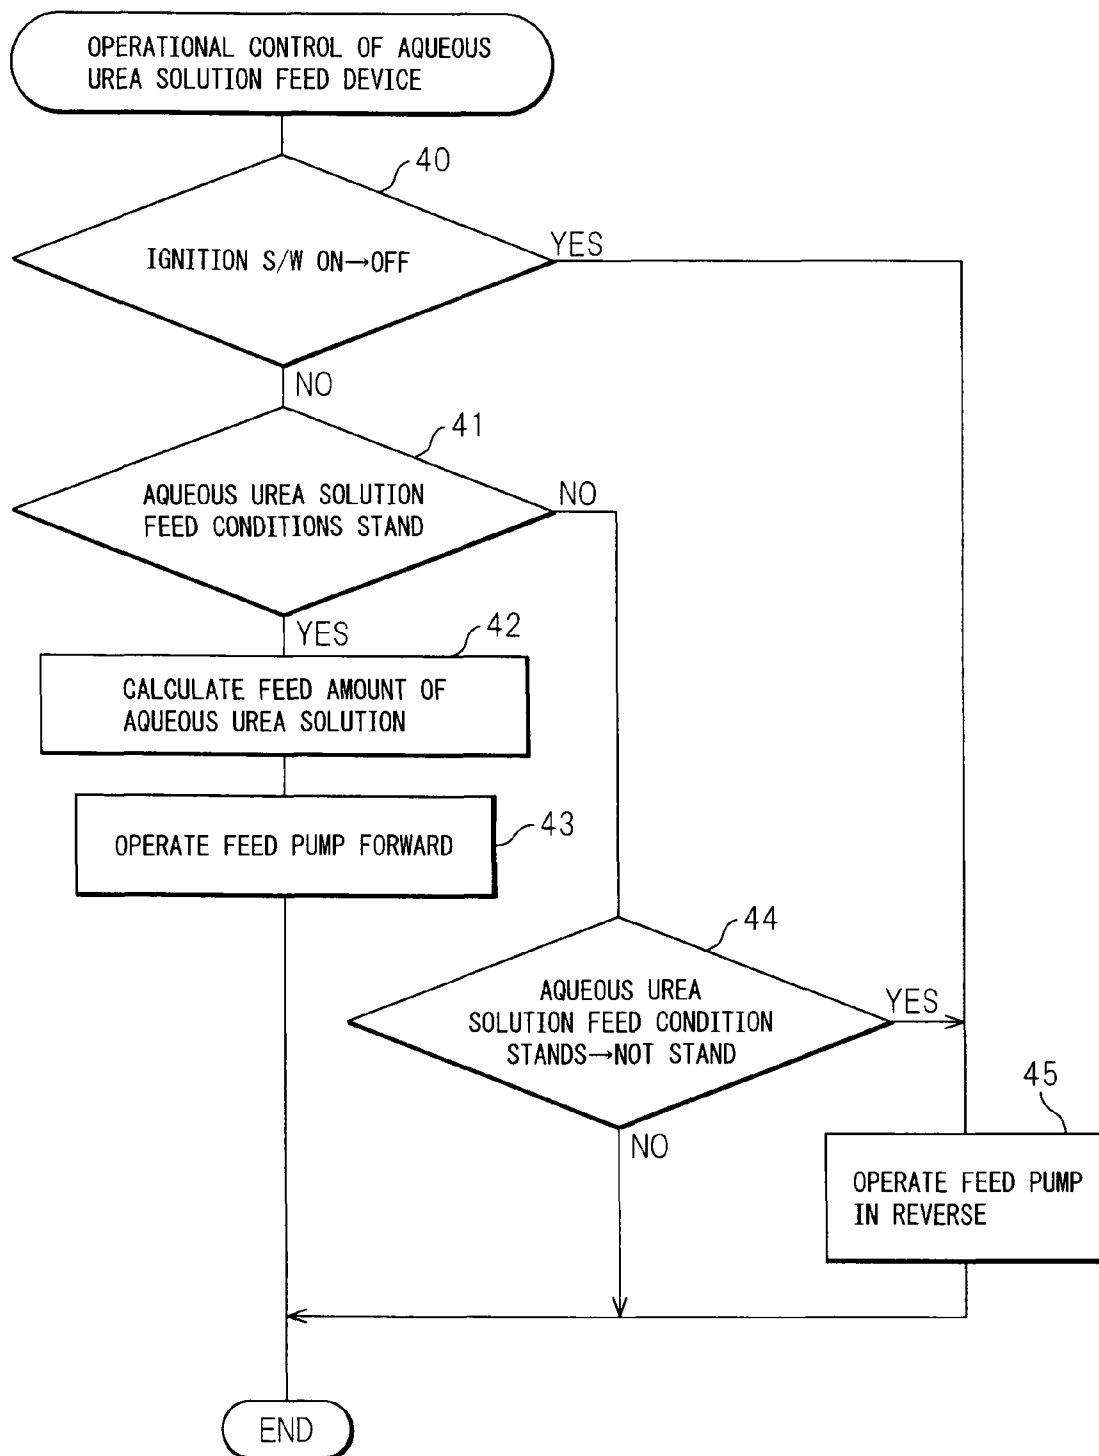 OPERATIONAL CONTROL OF AQUEOUS
UREA SOLUTION FEED DEVICE
40
IGNITION S/W ON→OFF
YES
NO
41
AQUEOUS UREA SOLUTION
FEED CONDITIONS STAND
NO
YES
42
CALCULATE FEED AMOUNT OF
AQUEOUS UREA SOLUTION
OPERATE FEED PUMP FORWARD
43
44
AQUEOUS UREA
SOLUTION FEED CONDITION
STANDS→NOT STAND
YES
NO
45
OPERATE FEED PUMP
IN REVERSE
END